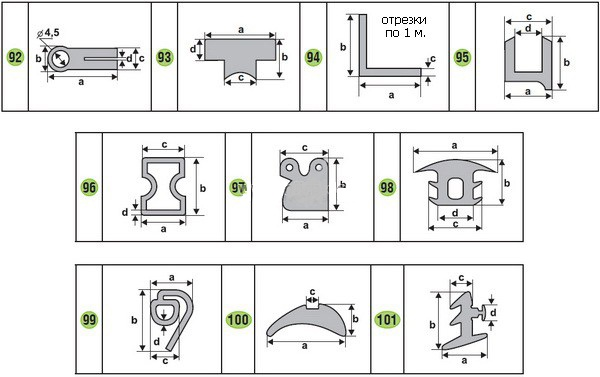 92 ø 4,5 b a d c
93 a d b c
94 отрезки
по 1 м.
b a c
95 c d b a
96 c b d a
97 c b a
98 a b d c
99 a b d c
100 c b a
101 c b d a